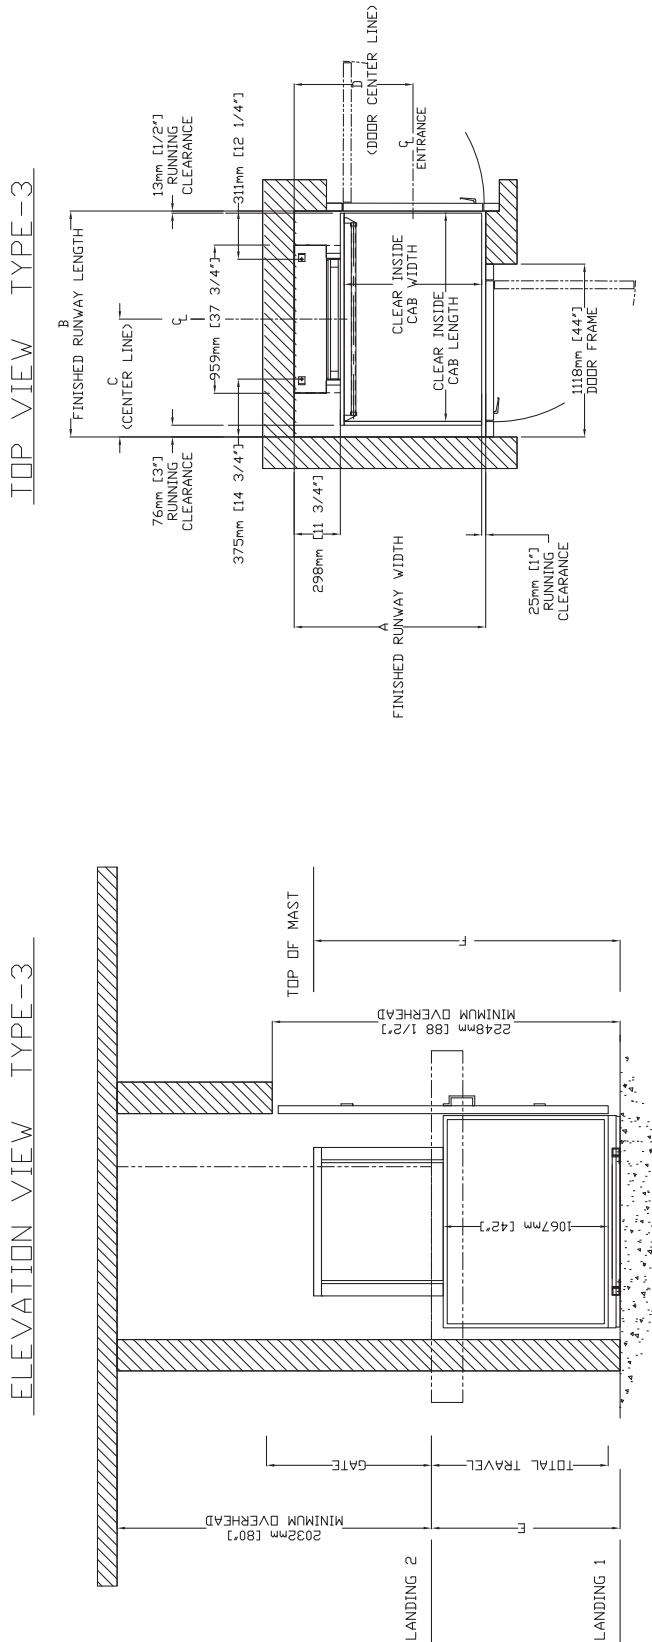 TOP VIEW TYPE-3
B
FINISHED RUNWAY LENGTH
C
(CENTER LINE)
CL
13mm [1/2"]
RUNNING
CLEARANCE
76mm [3"]
RUNNING
CLEARANCE
311mm [12 1/4"]
959mm [37 3/4"]
375mm [14 3/4"]
298mm [11 3/4"]
D
(DOOR CENTER LINE)
CL
ENTRANCE
CLEAR INSIDE
CAB WIDTH
CLEAR INSIDE
CAB LENGTH
A
FINISHED RUNWAY WIDTH
25mm [1"]
RUNNING
CLEARANCE
1118mm [44"]
DOOR FRAME
ELEVATION VIEW TYPE-3
TOP OF MAST
F
2248mm [88 1/2"]
MINIMUM OVERHEAD
1067mm [42"]
GATE
TOTAL TRAVEL
2032mm [80"]
MINIMUM OVERHEAD
E
LANDING 2
LANDING 1